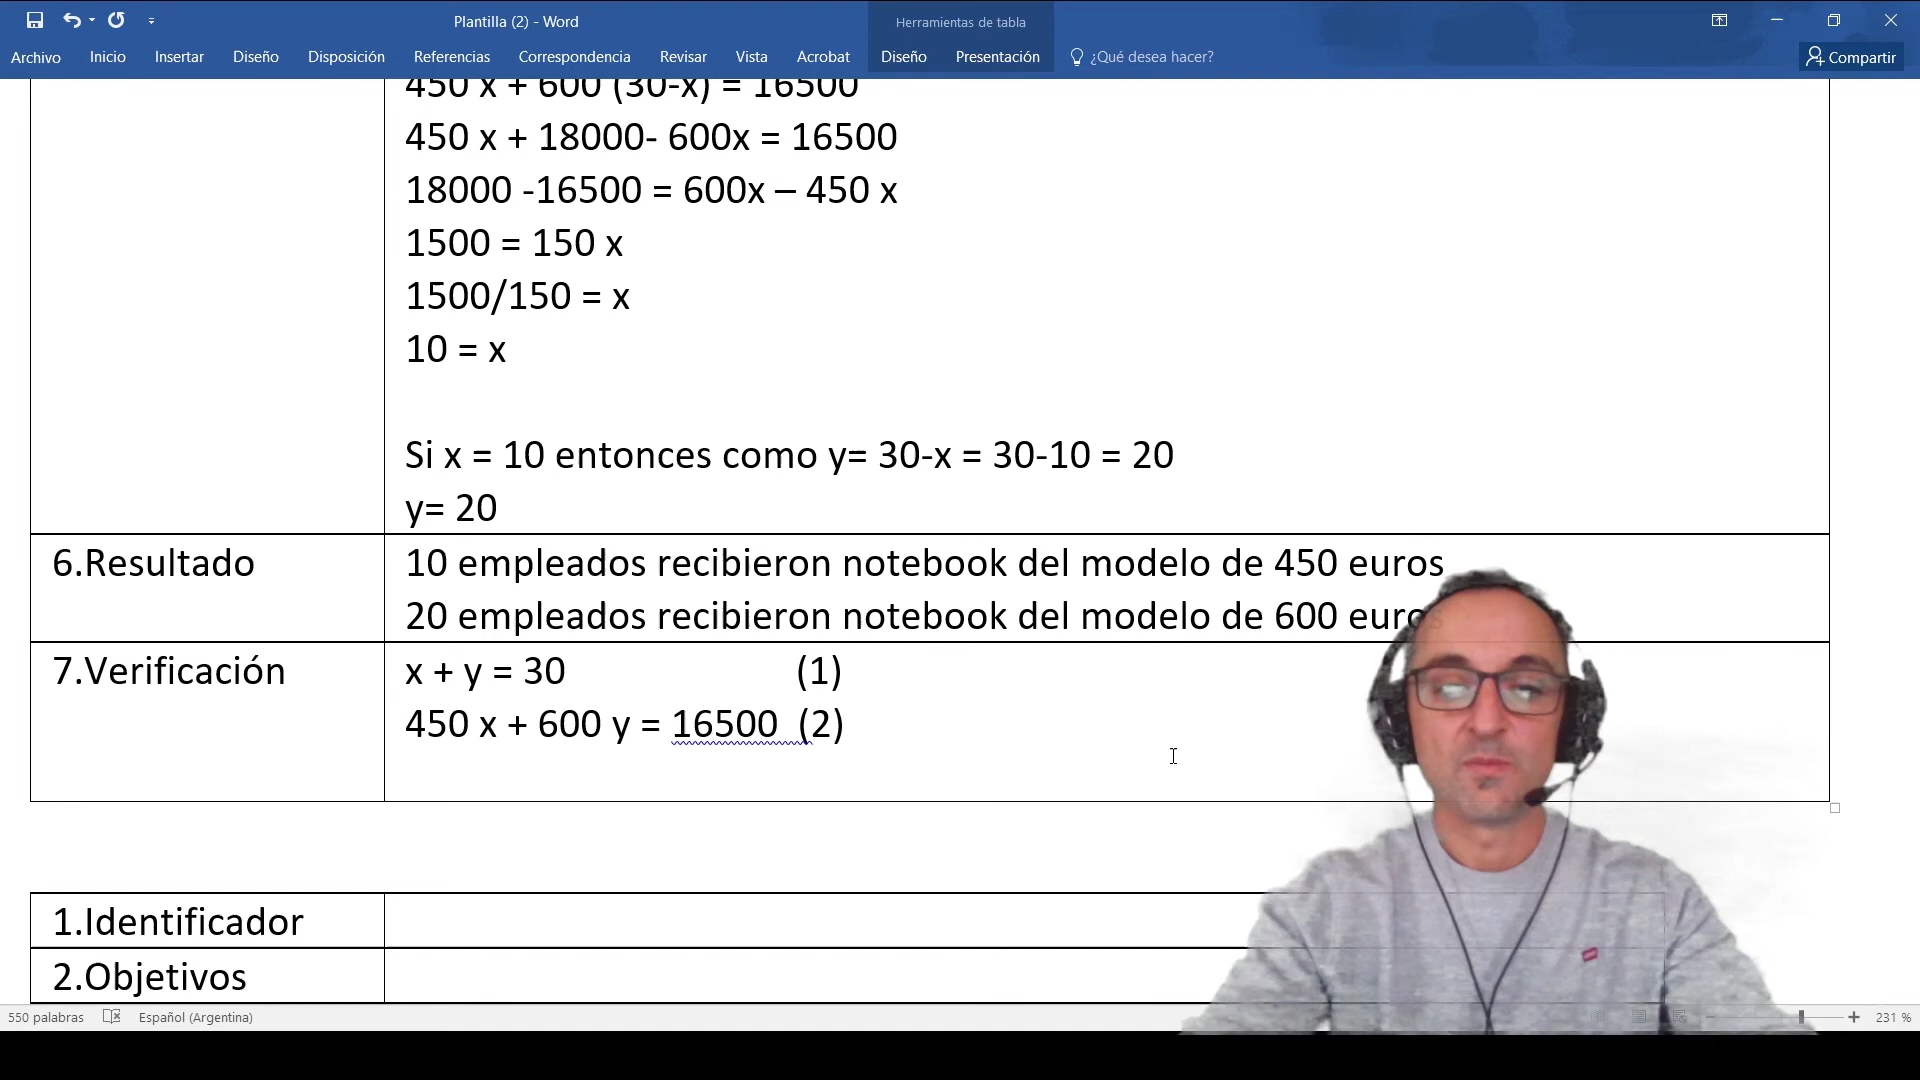 Plantilla (2) - Word
Herramientas de tabla
Archivo Inicio Insertar Diseño Disposición Referencias Correspondencia Revisar Vista Acrobat Diseño Presentación ¿Qué desea hacer? Compartir
450 x + 600 (30-x) = 16500
450 x + 18000- 600x = 16500
18000 -16500 = 600x – 450 x
1500 = 150 x
1500/150 = x
10 = x
Si x = 10 entonces como y= 30-x = 30-10 = 20
y= 20
6.Resultado
10 empleados recibieron notebook del modelo de 450 euros
20 empleados recibieron notebook del modelo de 600
7.Verificación
x + y = 30 (1)
450 x + 600 y = 16500 (2)
1.Identificador
2.Objetivos
550 palabras Español (Argentina) 231 %